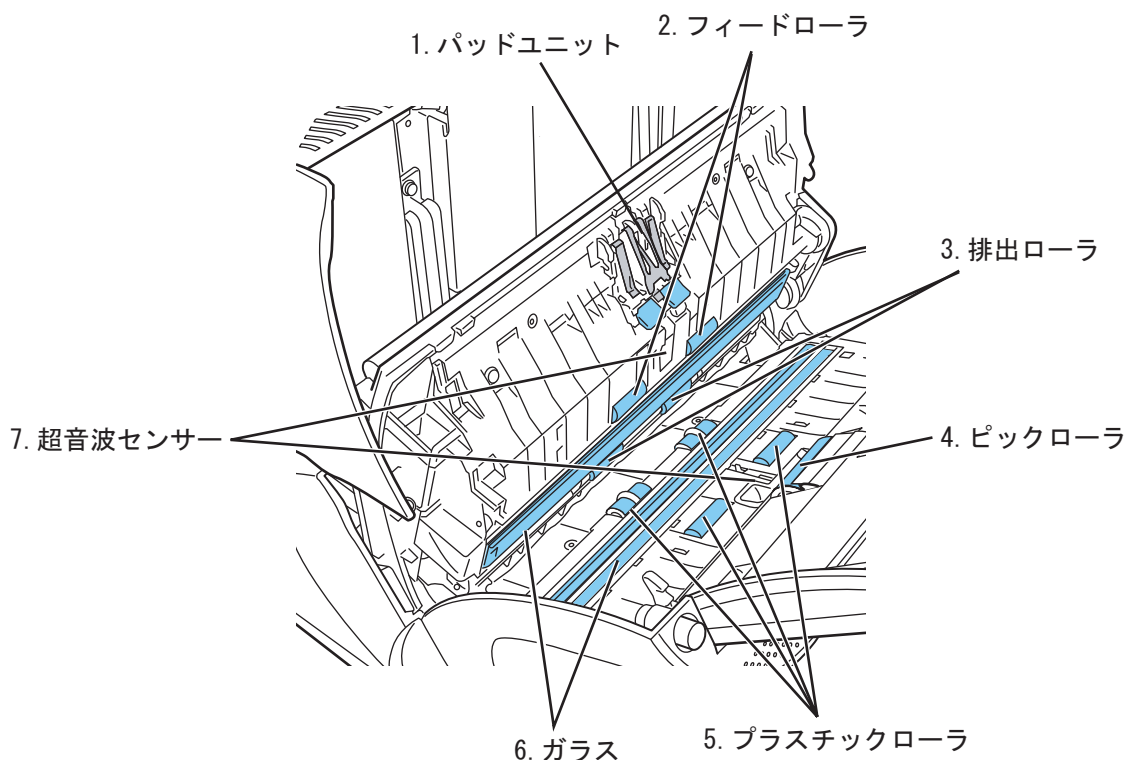 1. パッドユニット
2. フィードローラ
3. 排出ローラ
7. 超音波センサー
4. ピックローラ
6. ガラス
5. プラスチックローラ